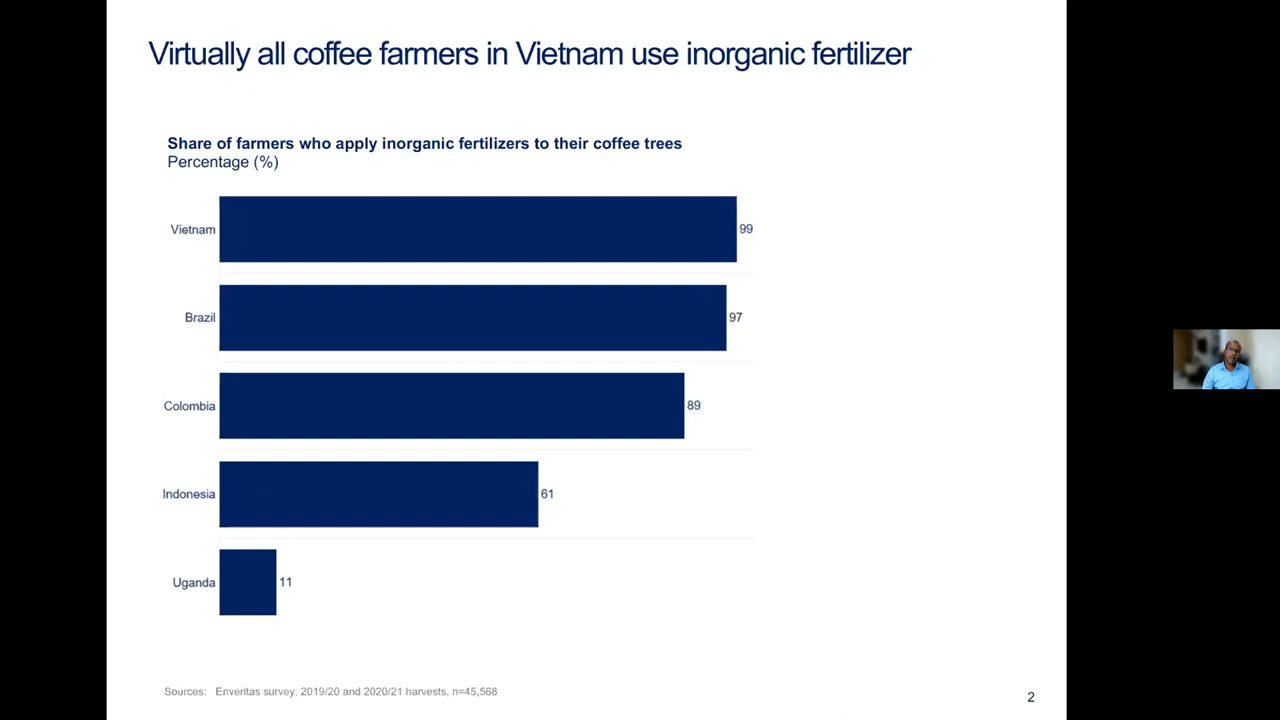 Virtually all coffee farmers in Vietnam use inorganic fertilizer
Share of farmers who apply inorganic fertilizers to their coffee trees
Percentage (%)
Vietnam 99
Brazil 97
Colombia 89
Indonesia 61
Uganda 11
Sources: Enveritas survey, 2019/20 and 2020/21 harvests, n=45,568
2